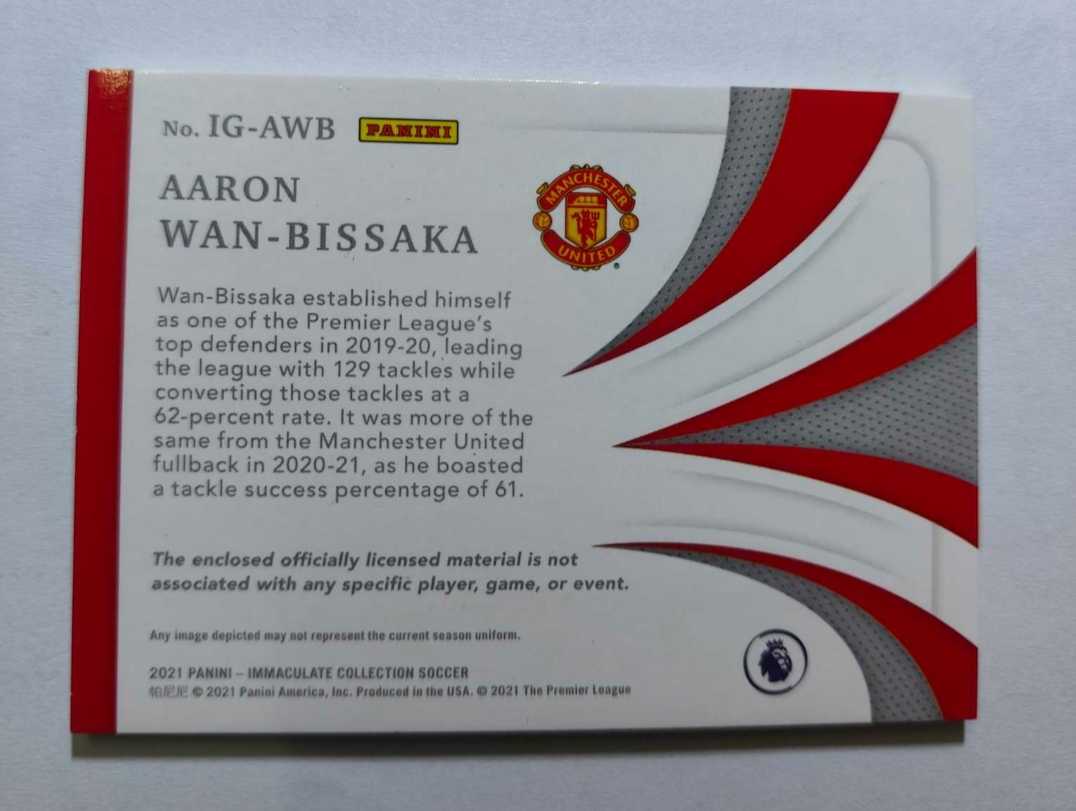 No. IG-AWB PANINI
AARON
WAN-BISSAKA
MANCHESTER
UNITED
Wan-Bissaka established himself
as one of the Premier League's
top defenders in 2019-20, leading
the league with 129 tackles while
converting those tackles at a
62-percent rate. It was more of the
same from the Manchester United
fullback in 2020-21, as he boasted
a tackle success percentage of 61.
The enclosed officially licensed material is not
associated with any specific player, game, or event.
Any image depicted may not represent the current season uniform.
2021 PANINI – IMMACULATE COLLECTION SOCCER
帕尼尼 © 2021 Panini America, Inc. Produced in the USA. © 2021 The Premier League